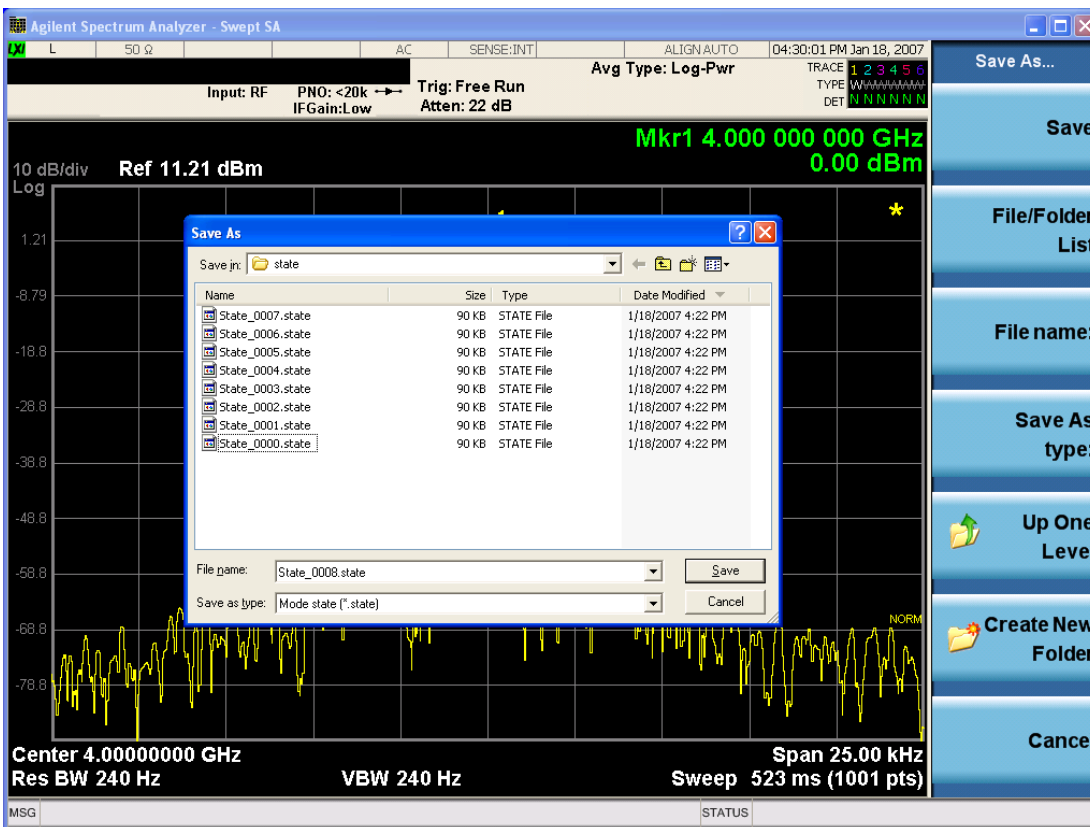 Agilent Spectrum Analyzer - Swept SA
LXI L 50 Ω AC SENSE:INT ALIGN AUTO 04:30:01 PM Jan 18, 2007
Input: RF
PNO: <20k
IFGain:Low
Trig: Free Run
Atten: 22 dB
Avg Type: Log-Pwr
TRACE 1 2 3 4 5 6
TYPE WWWWWW
DET N N N N N N
Mkr1 4.000 000 000 GHz
0.00 dBm
10 dB/div Ref 11.21 dBm
Log
1.21
-8.79
-18.8
-28.8
-38.8
-48.8
-58.8
-68.8
-78.8
*
NORM
Save As
Save in: state
Name Size Type Date Modified
State_0007.state 90 KB STATE File 1/18/2007 4:22 PM
State_0006.state 90 KB STATE File 1/18/2007 4:22 PM
State_0005.state 90 KB STATE File 1/18/2007 4:22 PM
State_0004.state 90 KB STATE File 1/18/2007 4:22 PM
State_0003.state 90 KB STATE File 1/18/2007 4:22 PM
State_0002.state 90 KB STATE File 1/18/2007 4:22 PM
State_0001.state 90 KB STATE File 1/18/2007 4:22 PM
State_0000.state 90 KB STATE File 1/18/2007 4:22 PM
File name: State_0008.state Save
Save as type: Mode state (*.state) Cancel
Center 4.00000000 GHz Span 25.00 kHz
Res BW 240 Hz VBW 240 Hz Sweep 523 ms (1001 pts)
MSG STATUS
Save As...
Save
File/Folder
List
File name:
Save As
type:
Up One
Leve
Create New
Folder
Cance